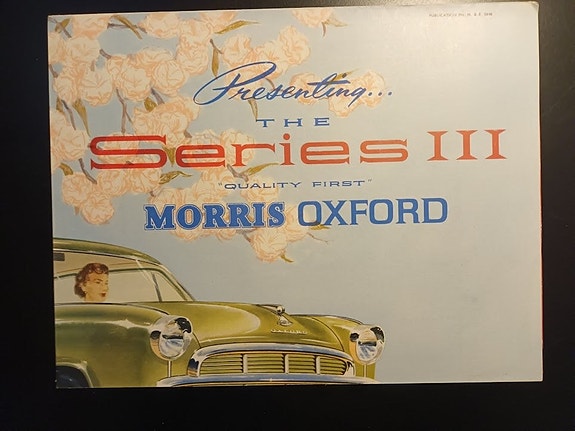 Presenting...
THE
Series III
"QUALITY FIRST"
MORRIS OXFORD